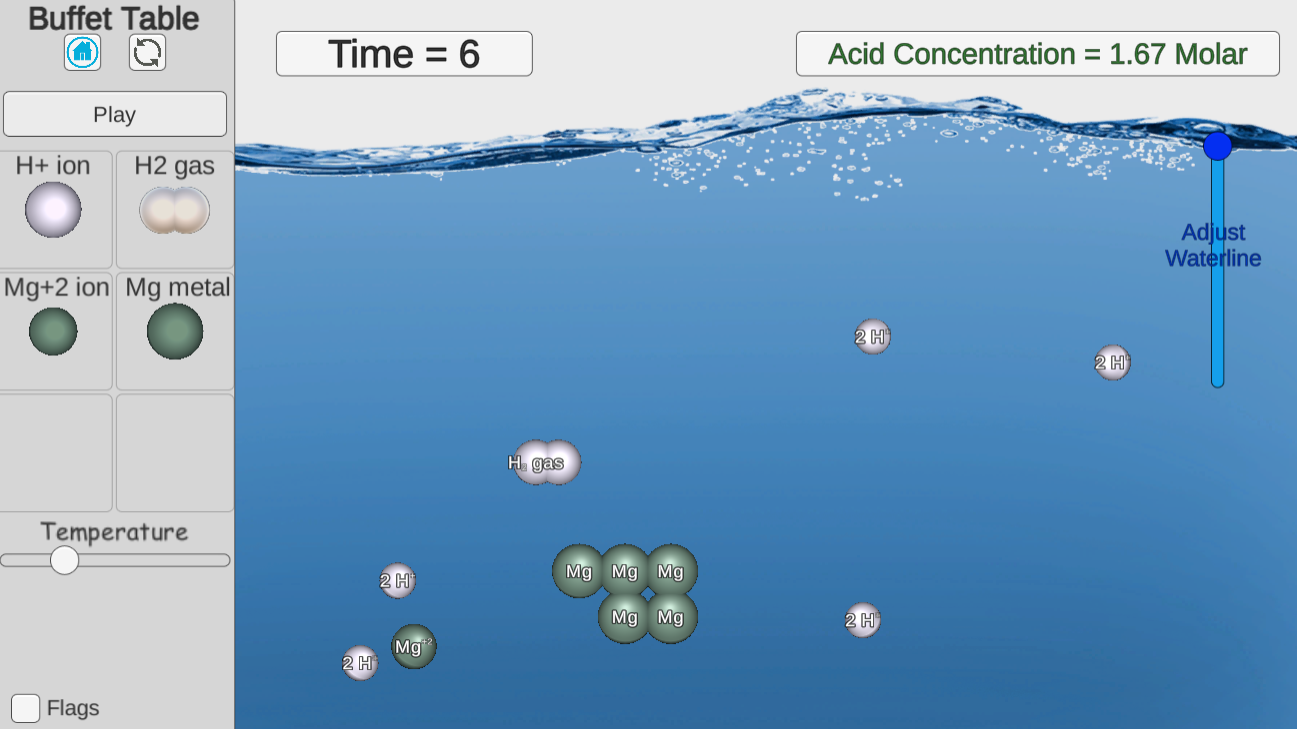 Buffet Table
Time = 6
Acid Concentration = 1.67 Molar
Play
H+ ion
H2 gas
Mg+2 ion
Mg metal
Adjust
Waterline
2 H⁺
2 H⁺
H₂ gas
Temperature
Mg Mg Mg
2 H⁺
Mg Mg
2 H⁺
Mg⁺²
2 H⁺
Flags